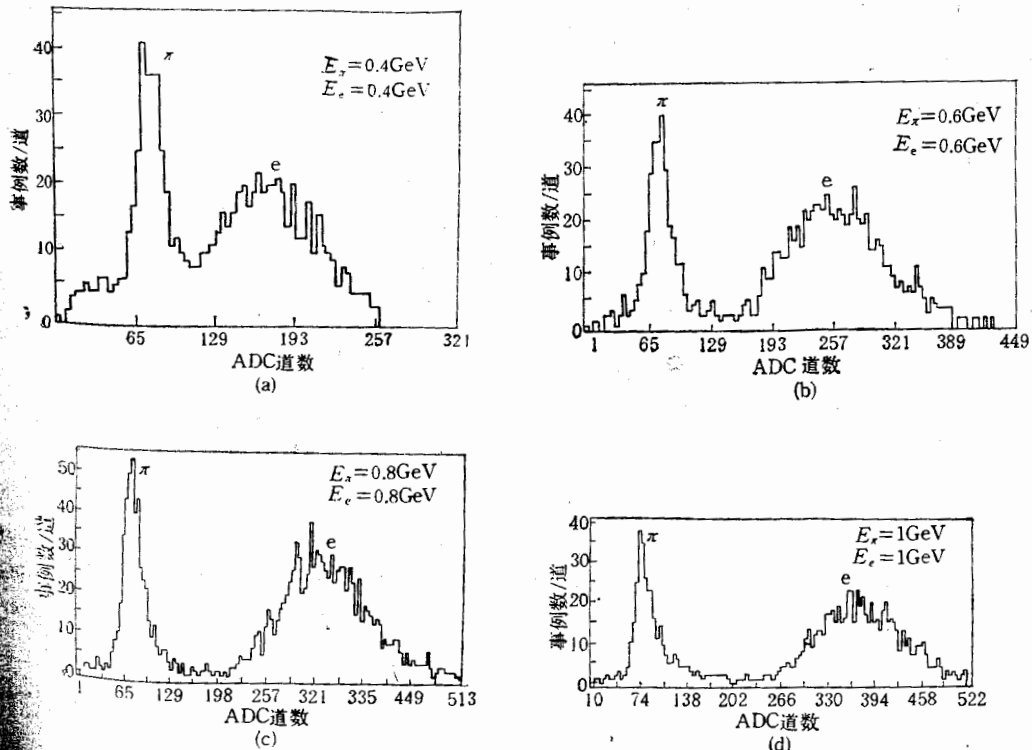 40
30
20
10
0
事例数/道
π
e
E_π=0.4GeV
E_e=0.4GeV
65 129 193 257 321
ADC道数
(a)
40
30
20
10
0
事例数/道
π
e
E_π=0.6GeV
E_e=0.6GeV
1 65 129 193 257 321 389 449
ADC道数
(b)
50
40
30
20
10
0
事例数/道
π
e
E_π=0.8GeV
E_e=0.8GeV
1 65 129 198 257 321 335 449 513
ADC道数
(c)
40
30
20
10
0
事例数/道
π
e
E_π=1GeV
E_e=1GeV
10 74 138 202 266 330 394 458 522
ADC道数
(d)